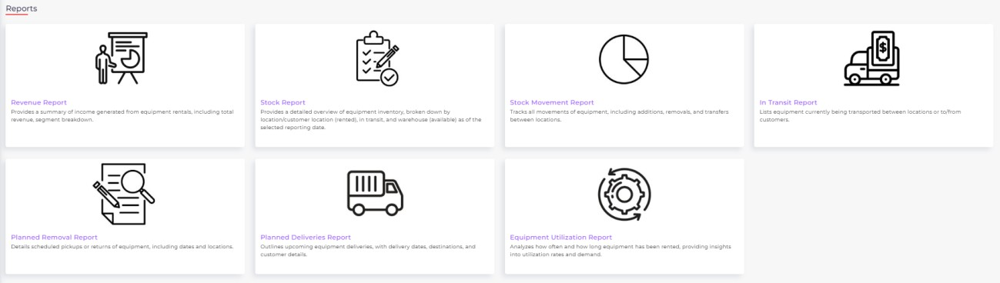 Reports
$
Revenue Report
Provides a summary of income generated from equipment rentals, including total
revenue, segment breakdown.
Stock Report
Provides a detailed overview of equipment inventory, broken down by
location/customer location (rented), in transit, and warehouse (available) as of the
selected reporting date.
Stock Movement Report
Tracks all movements of equipment, including additions, removals, and transfers
between locations.
In Transit Report
Lists equipment currently being transported between locations or to/from
customers.
Planned Removal Report
Details scheduled pickups or returns of equipment, including dates and locations.
Planned Deliveries Report
Outlines upcoming equipment deliveries, with delivery dates, destinations, and
customer details.
Equipment Utilization Report
Analyzes how often and how long equipment has been rented, providing insights
into utilization rates and demand.